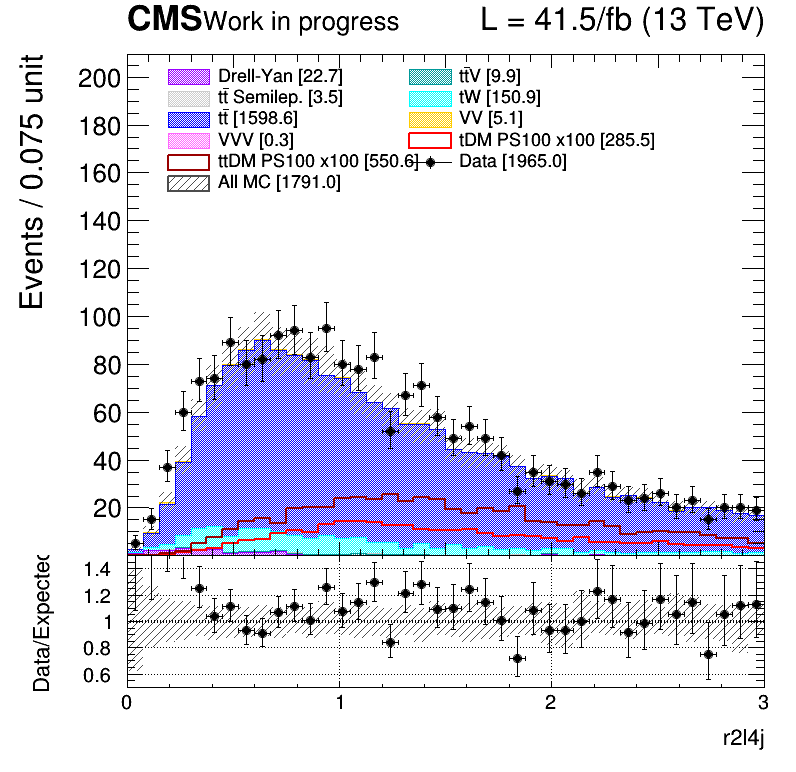 CMS Work in progress L = 41.5/fb (13 TeV)
Events / 0.075 unit
200
180
160
140
120
100
80
60
40
20
Drell-Yan [22.7] tt̄V [9.9]
tt̄ Semilep. [3.5] tW [150.9]
tt̄ [1598.6] VV [5.1]
VVV [0.3] tDM PS100 x100 [285.5]
ttDM PS100 x100 [550.6] Data [1965.0]
All MC [1791.0]
Data/Expected
1.4
1.2
1
0.8
0.6
0 1 2 3
r2l4j